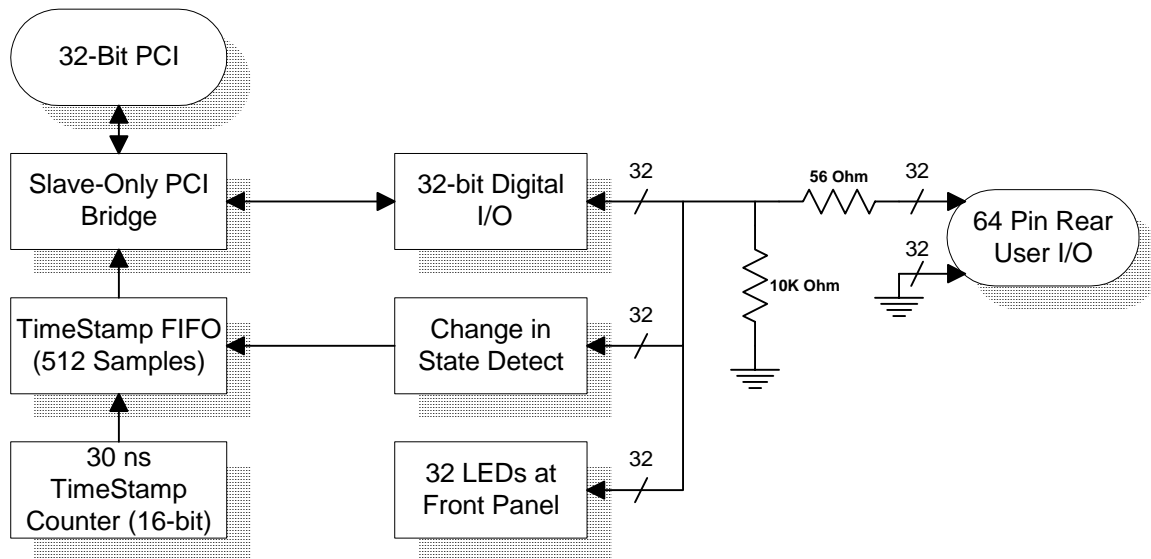 32-Bit PCI
Slave-Only PCI
Bridge
32-bit Digital
I/O
32
56 Ohm
32
64 Pin Rear
User I/O
32
10K Ohm
TimeStamp FIFO
(512 Samples)
Change in
State Detect
32
30 ns
TimeStamp
Counter (16-bit)
32 LEDs at
Front Panel
32